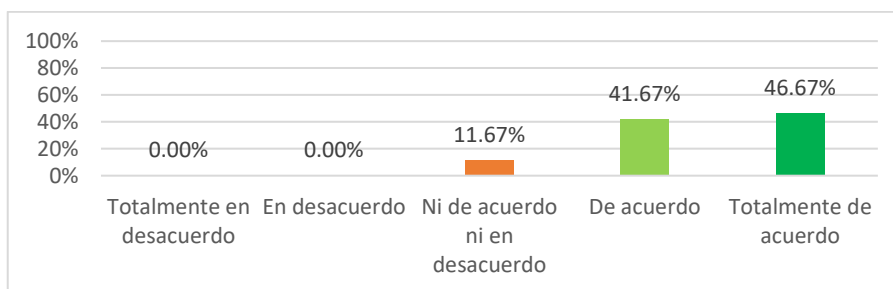 100%
80%
60%
40%
20%
0%
0.00%
0.00%
11.67%
41.67%
46.67%
Totalmente en
desacuerdo
En desacuerdo
Ni de acuerdo
ni en
desacuerdo
De acuerdo
Totalmente de
acuerdo